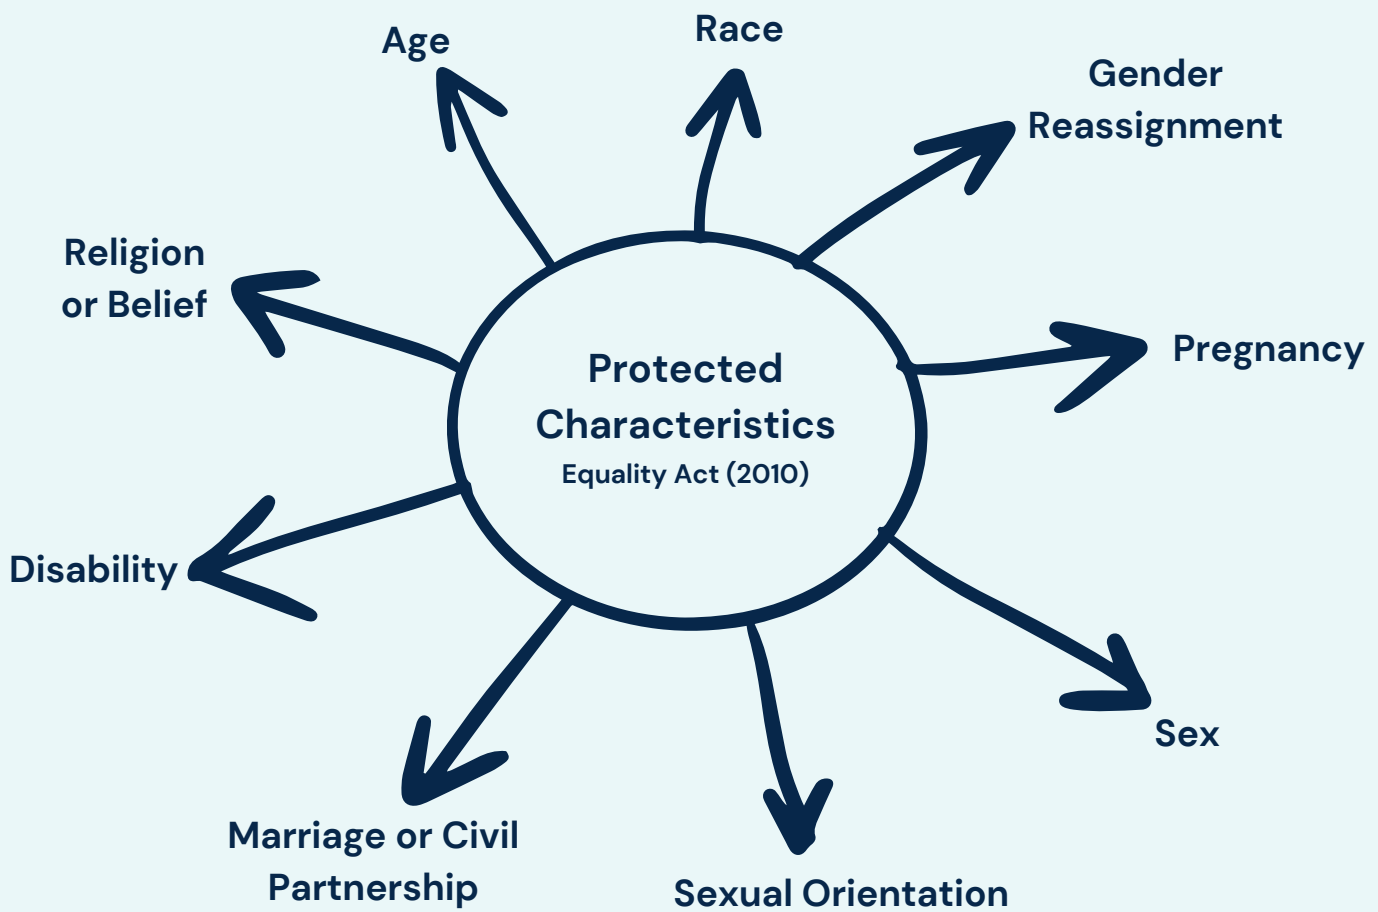 Protected
Characteristics
Equality Act (2010)
Age
Race
Gender
Reassignment
Pregnancy
Sex
Sexual Orientation
Marriage or Civil
Partnership
Disability
Religion
or Belief